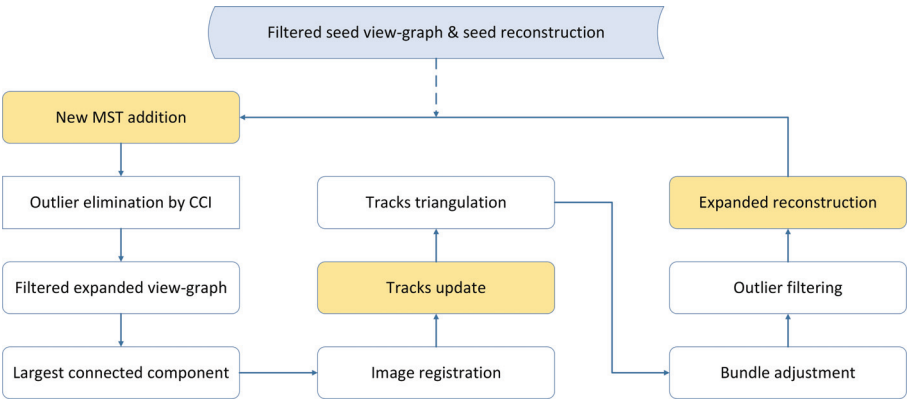 Filtered seed view-graph & seed reconstruction
New MST addition
Outlier elimination by CCI
Tracks triangulation
Expanded reconstruction
Filtered expanded view-graph
Tracks update
Outlier filtering
Largest connected component
Image registration
Bundle adjustment